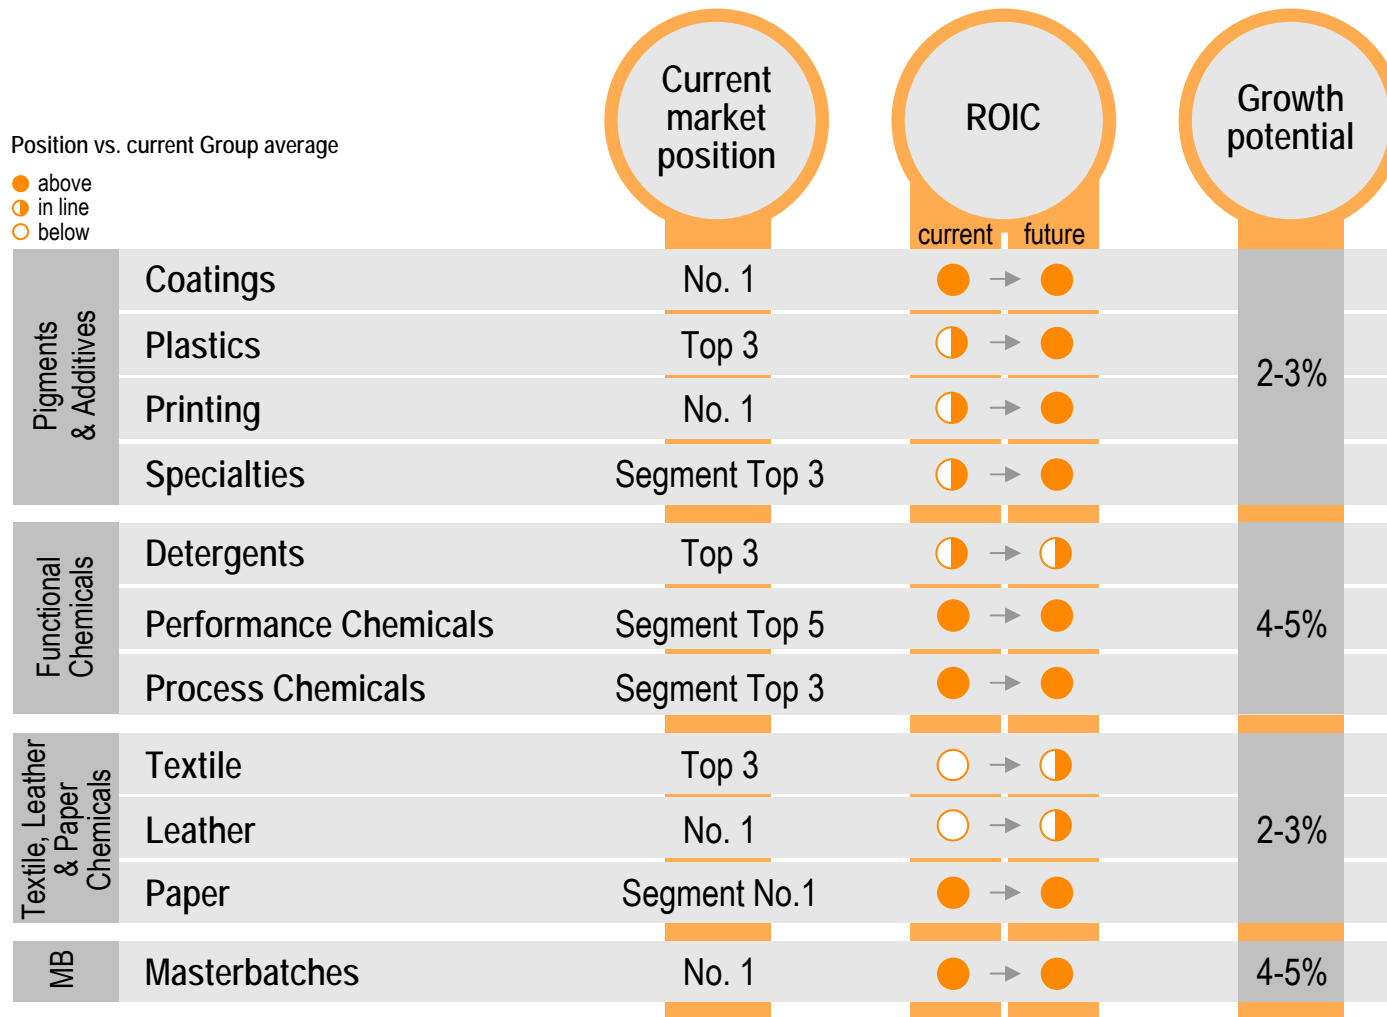 Current
market
position
ROIC
Growth
potential
Position vs. current Group average
above
in line
below
current future
Pigments
& Additives
Coatings No. 1
Plastics Top 3
Printing No. 1
Specialties Segment Top 3
2-3%
Functional
Chemicals
Detergents Top 3
Performance Chemicals Segment Top 5
Process Chemicals Segment Top 3
4-5%
Textile, Leather
& Paper
Chemicals
Textile Top 3
Leather No. 1
Paper Segment No.1
2-3%
MB
Masterbatches No. 1 4-5%